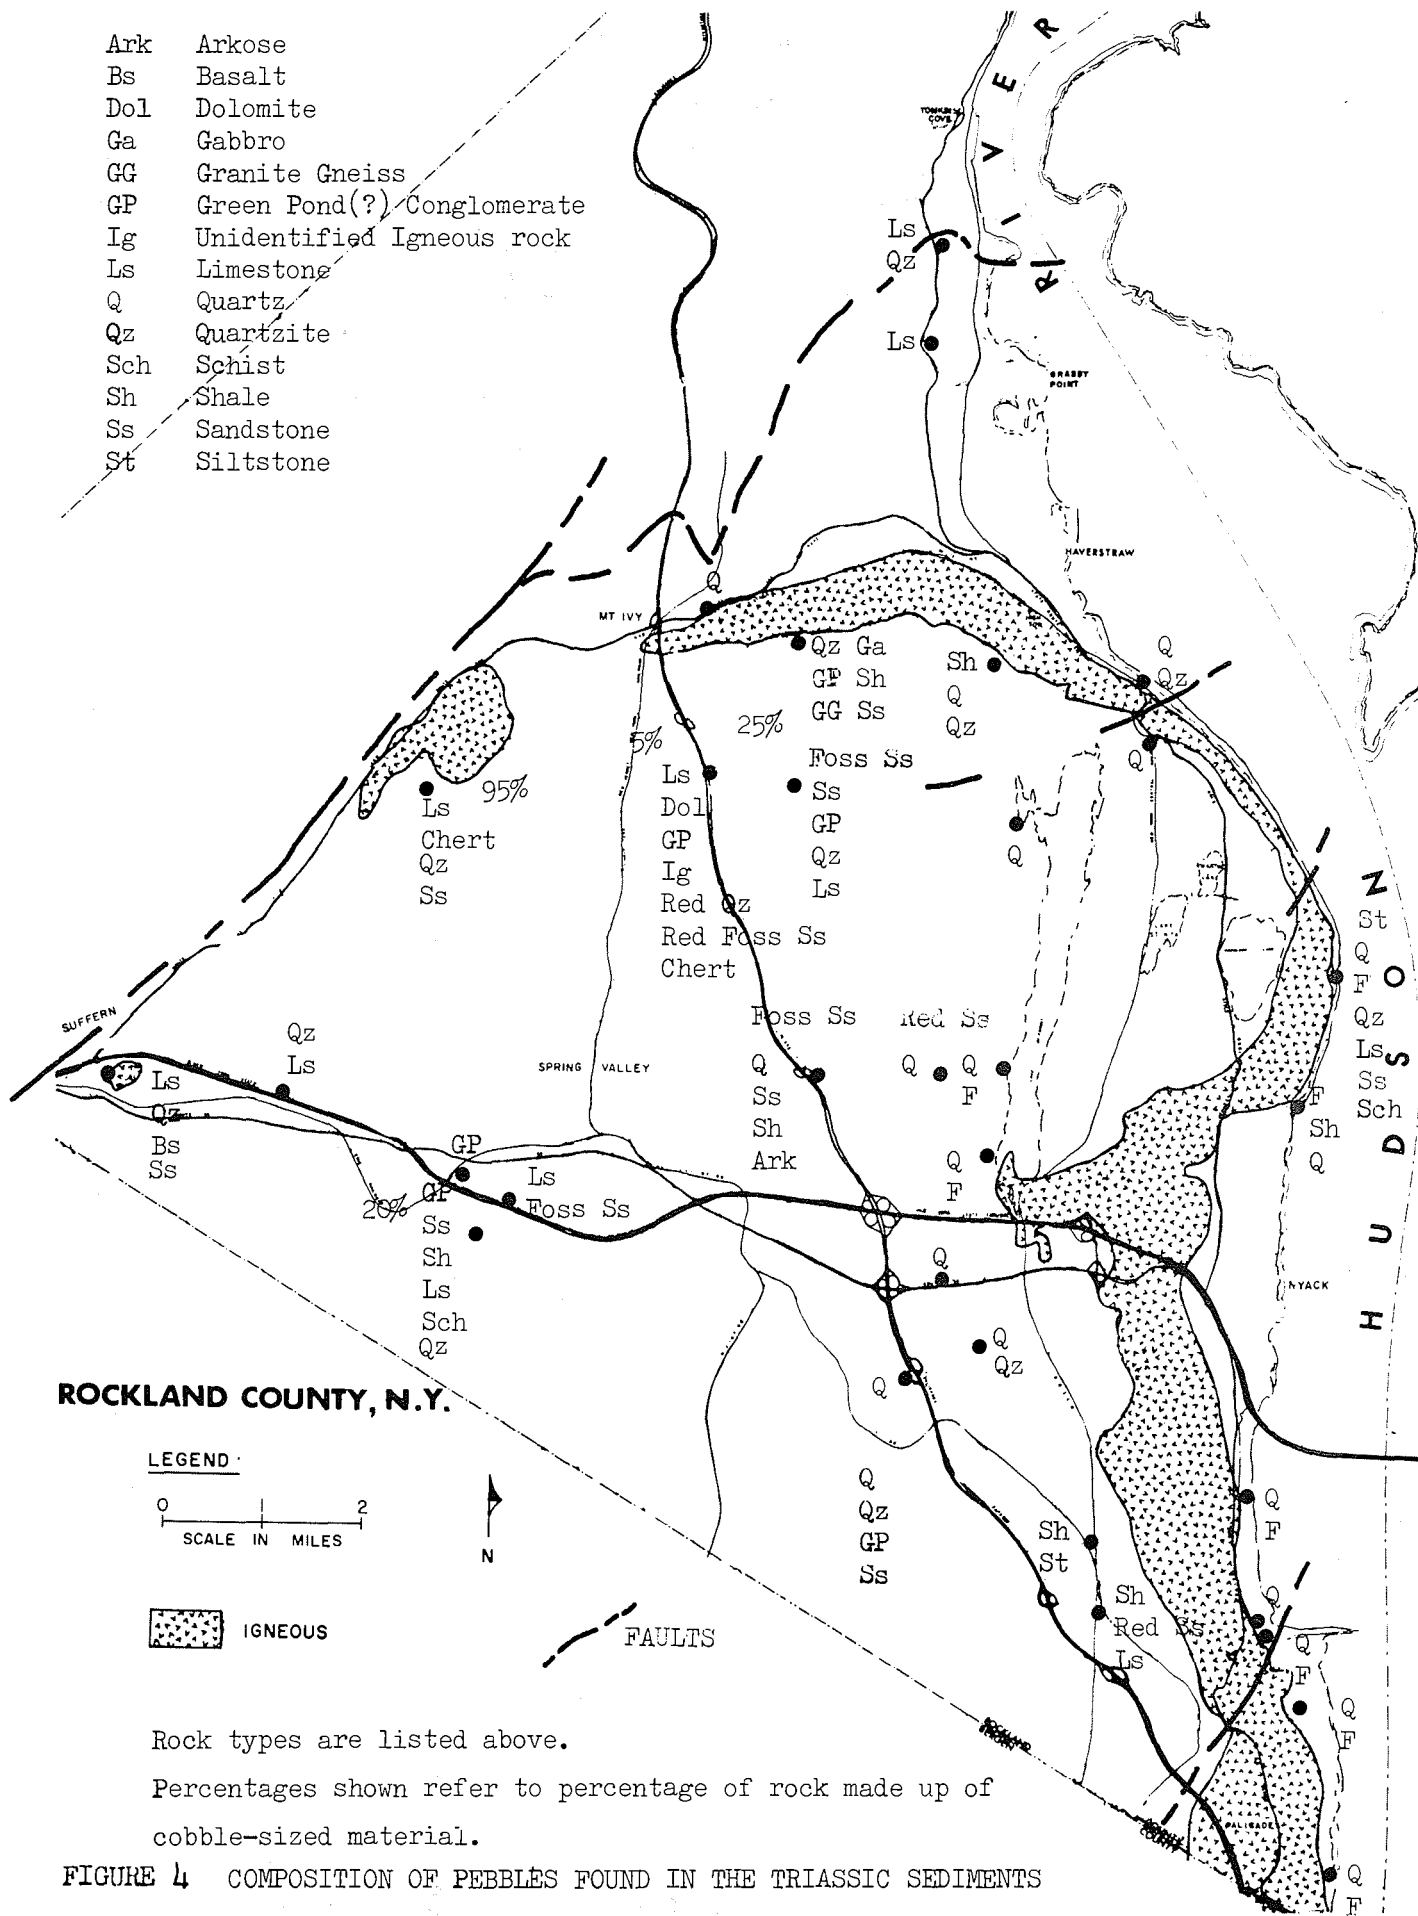 Ark Arkose
Bs Basalt
Dol Dolomite
Ga Gabbro
GG Granite Gneiss
GP Green Pond(?) Conglomerate
Ig Unidentified Igneous rock
Ls Limestone
Q Quartz
Qz Quartzite
Sch Schist
Sh Shale
Ss Sandstone
St Siltstone
HUDSON
RIVER
TOMKINS
COVE
Ls
Qz
Ls
GRASSY
POINT
HAVERSTRAW
Q
MT IVY
Qz Ga
GP Sh
GG Ss
Sh
Q
Qz
Q
Qz
Q
5%
25%
95%
Ls
Chert
Qz
Ss
Ls
Dol
GP
Ig
Red Qz
Red Foss Ss
Chert
Foss Ss
Ss
GP
Qz
Ls
Q
St
Q
F
Qz
Ls
Ss
Sch
SUFFERN
Qz
Ls
Ls
Qz
Bs
Ss
SPRING VALLEY
Foss Ss
Q
Ss
Sh
Ark
Red Ss
Q
Q
F
Q
F
F
Sh
Q
GP
20%
GP
Ss
Sh
Ls
Sch
Qz
Ls
Foss Ss
Q
NYACK
Q
Qz
Q
Q
Qz
GP
Ss
Q
F
Sh
St
Sh
Red Ss
Ls
Q
Q
F
Q
F
PALISADE
Q
F
ROCKLAND COUNTY, N.Y.
LEGEND
0 1 2
SCALE IN MILES
N
IGNEOUS
FAULTS
Rock types are listed above.
Percentages shown refer to percentage of rock made up of
cobble-sized material.
FIGURE 4 COMPOSITION OF PEBBLES FOUND IN THE TRIASSIC SEDIMENTS